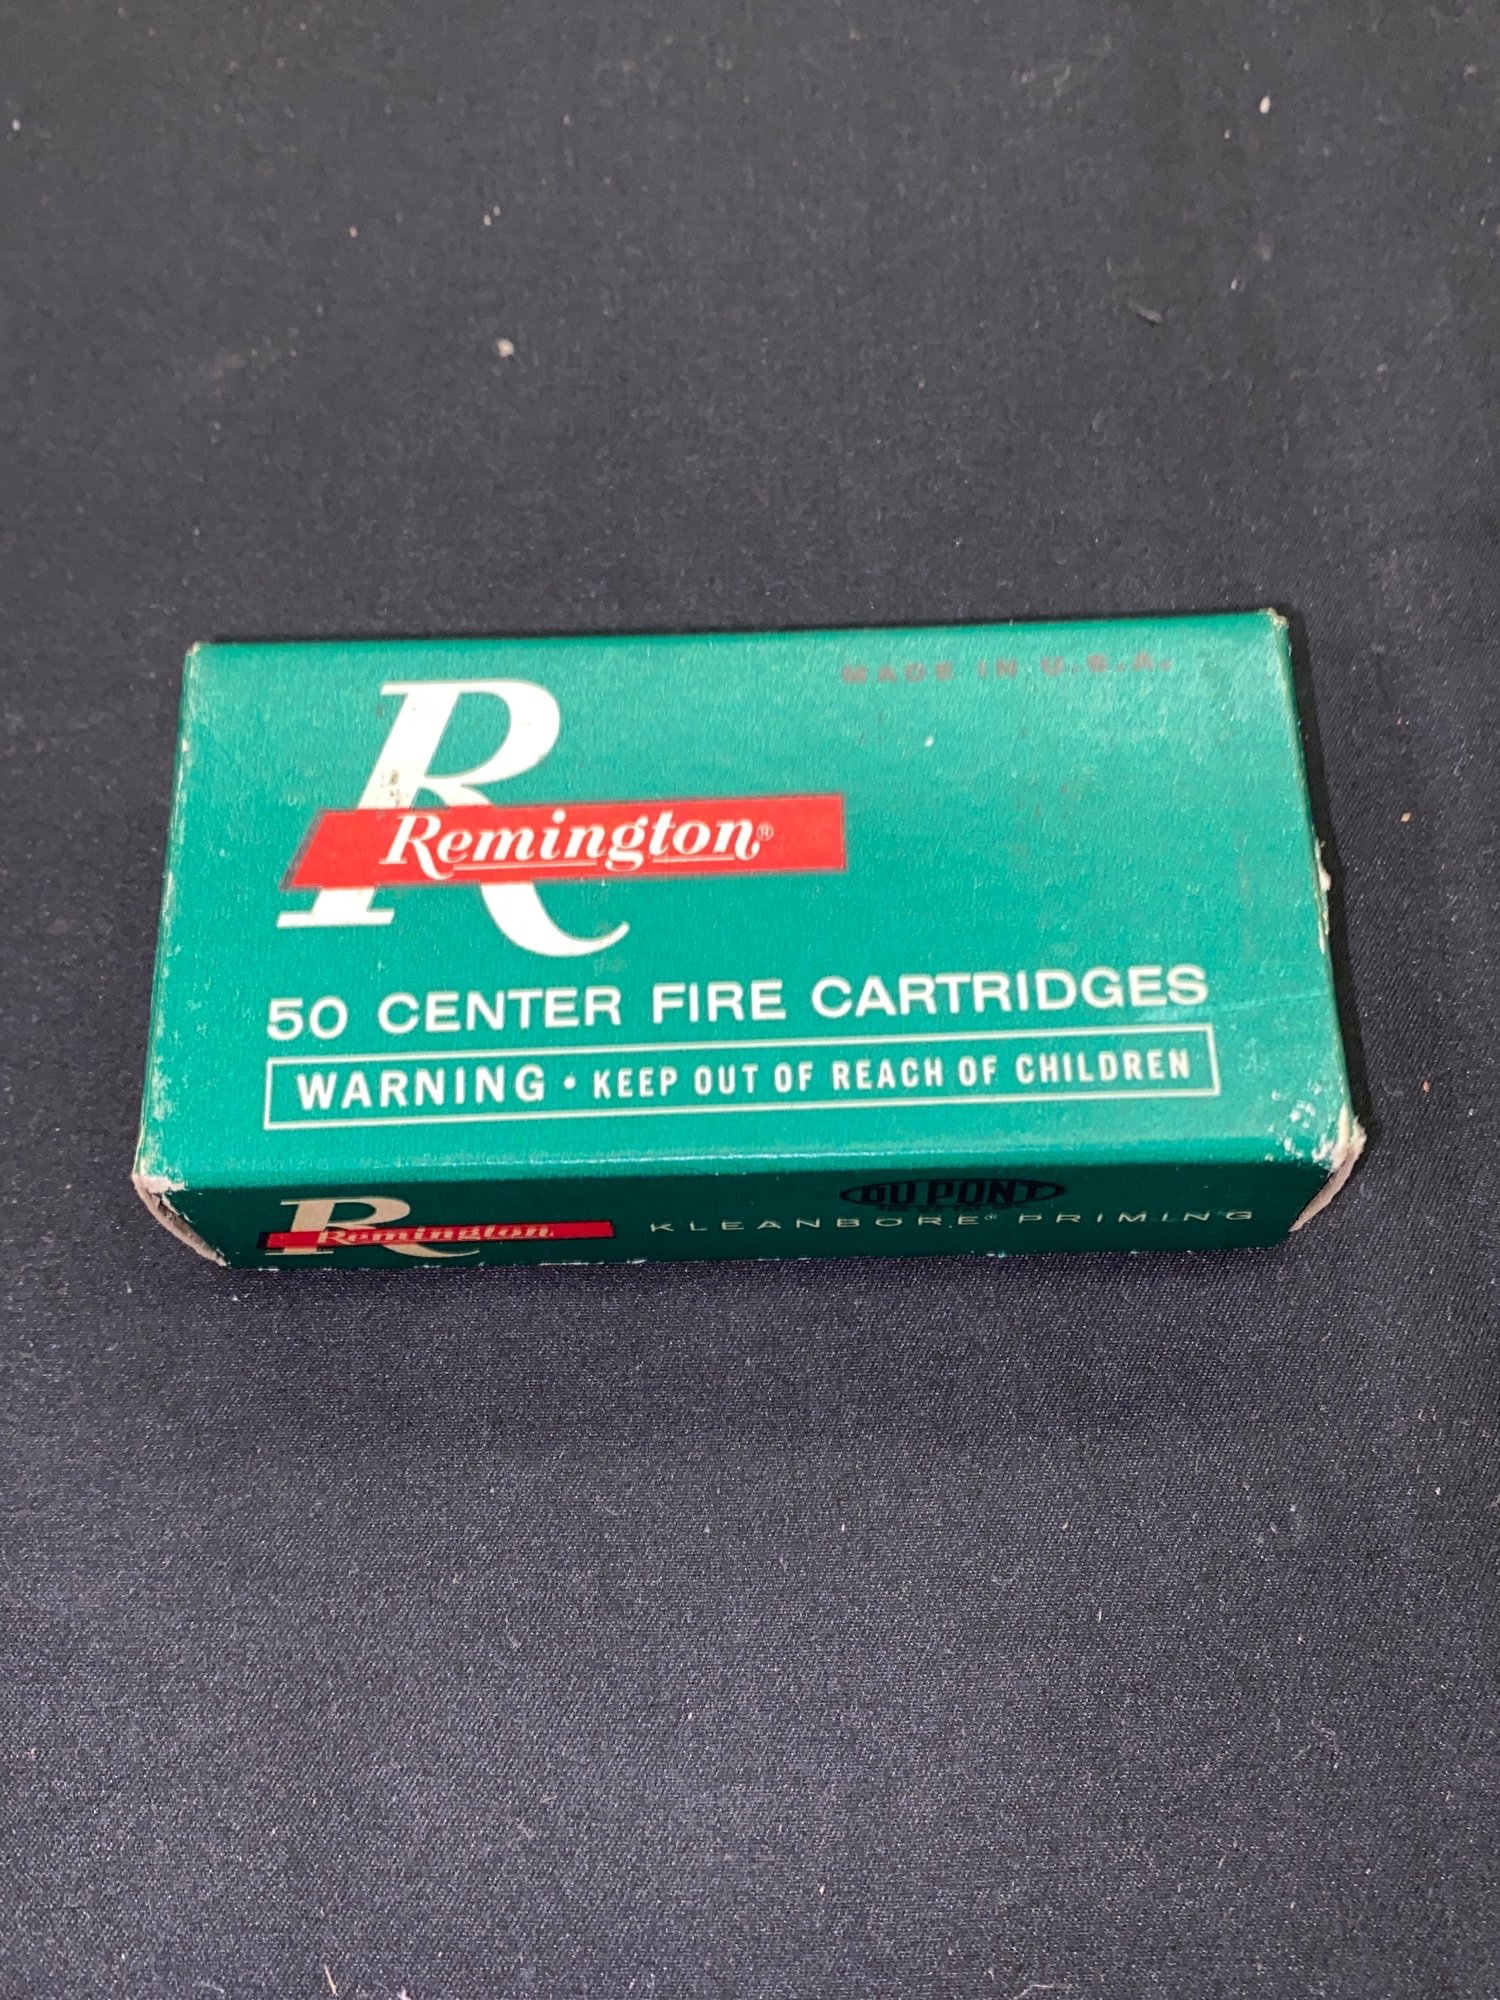 MADE IN U.S.A.
R
Remington®
50 CENTER FIRE CARTRIDGES
WARNING • KEEP OUT OF REACH OF CHILDREN
R
Remington
DU PONT
KLEANBORE® PRIMING